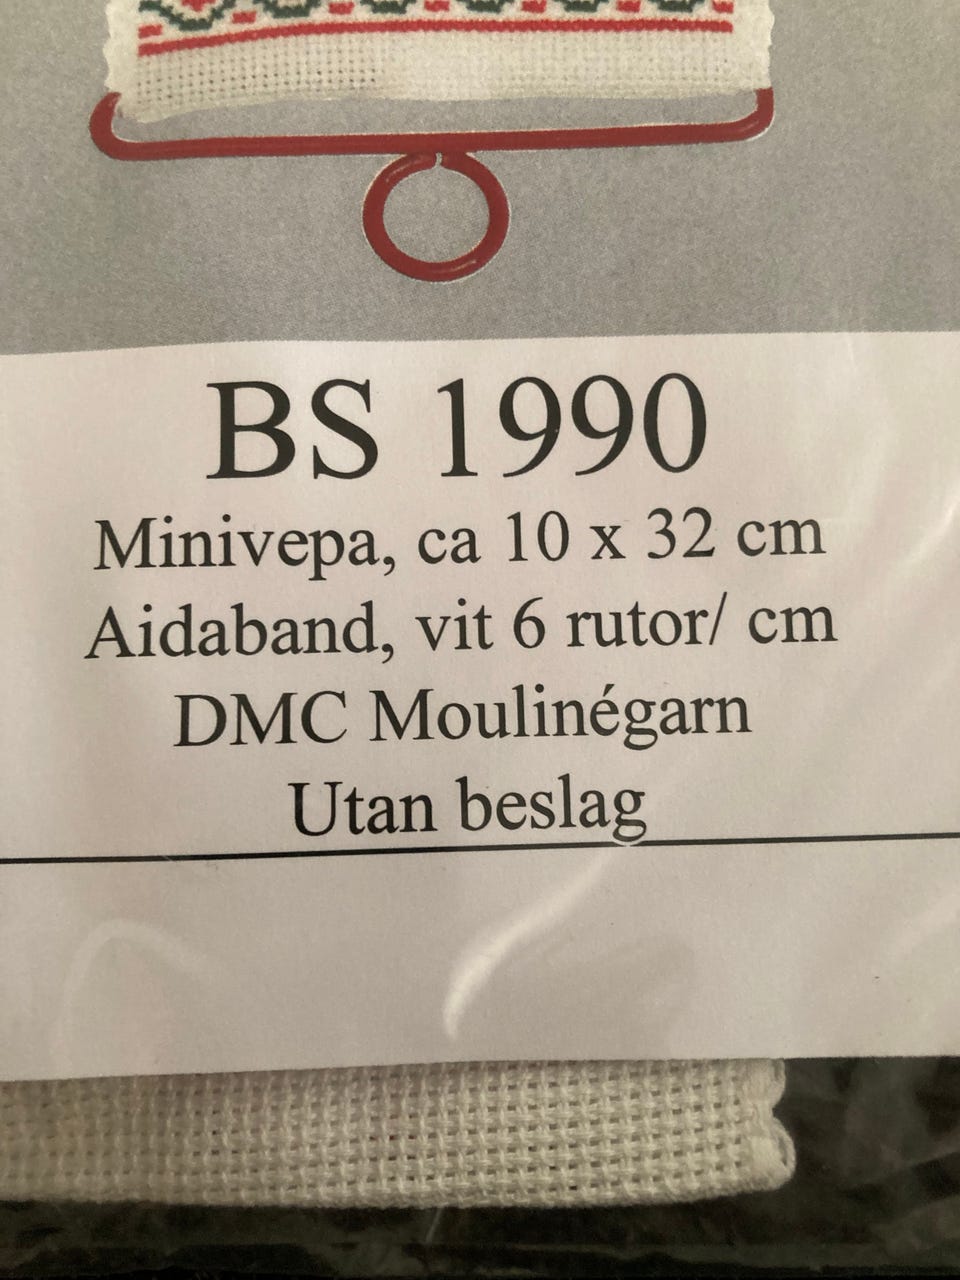 BS 1990
Minivepa, ca 10 x 32 cm
Aidaband, vit 6 rutor/ cm
DMC Moulinégarn
Utan beslag